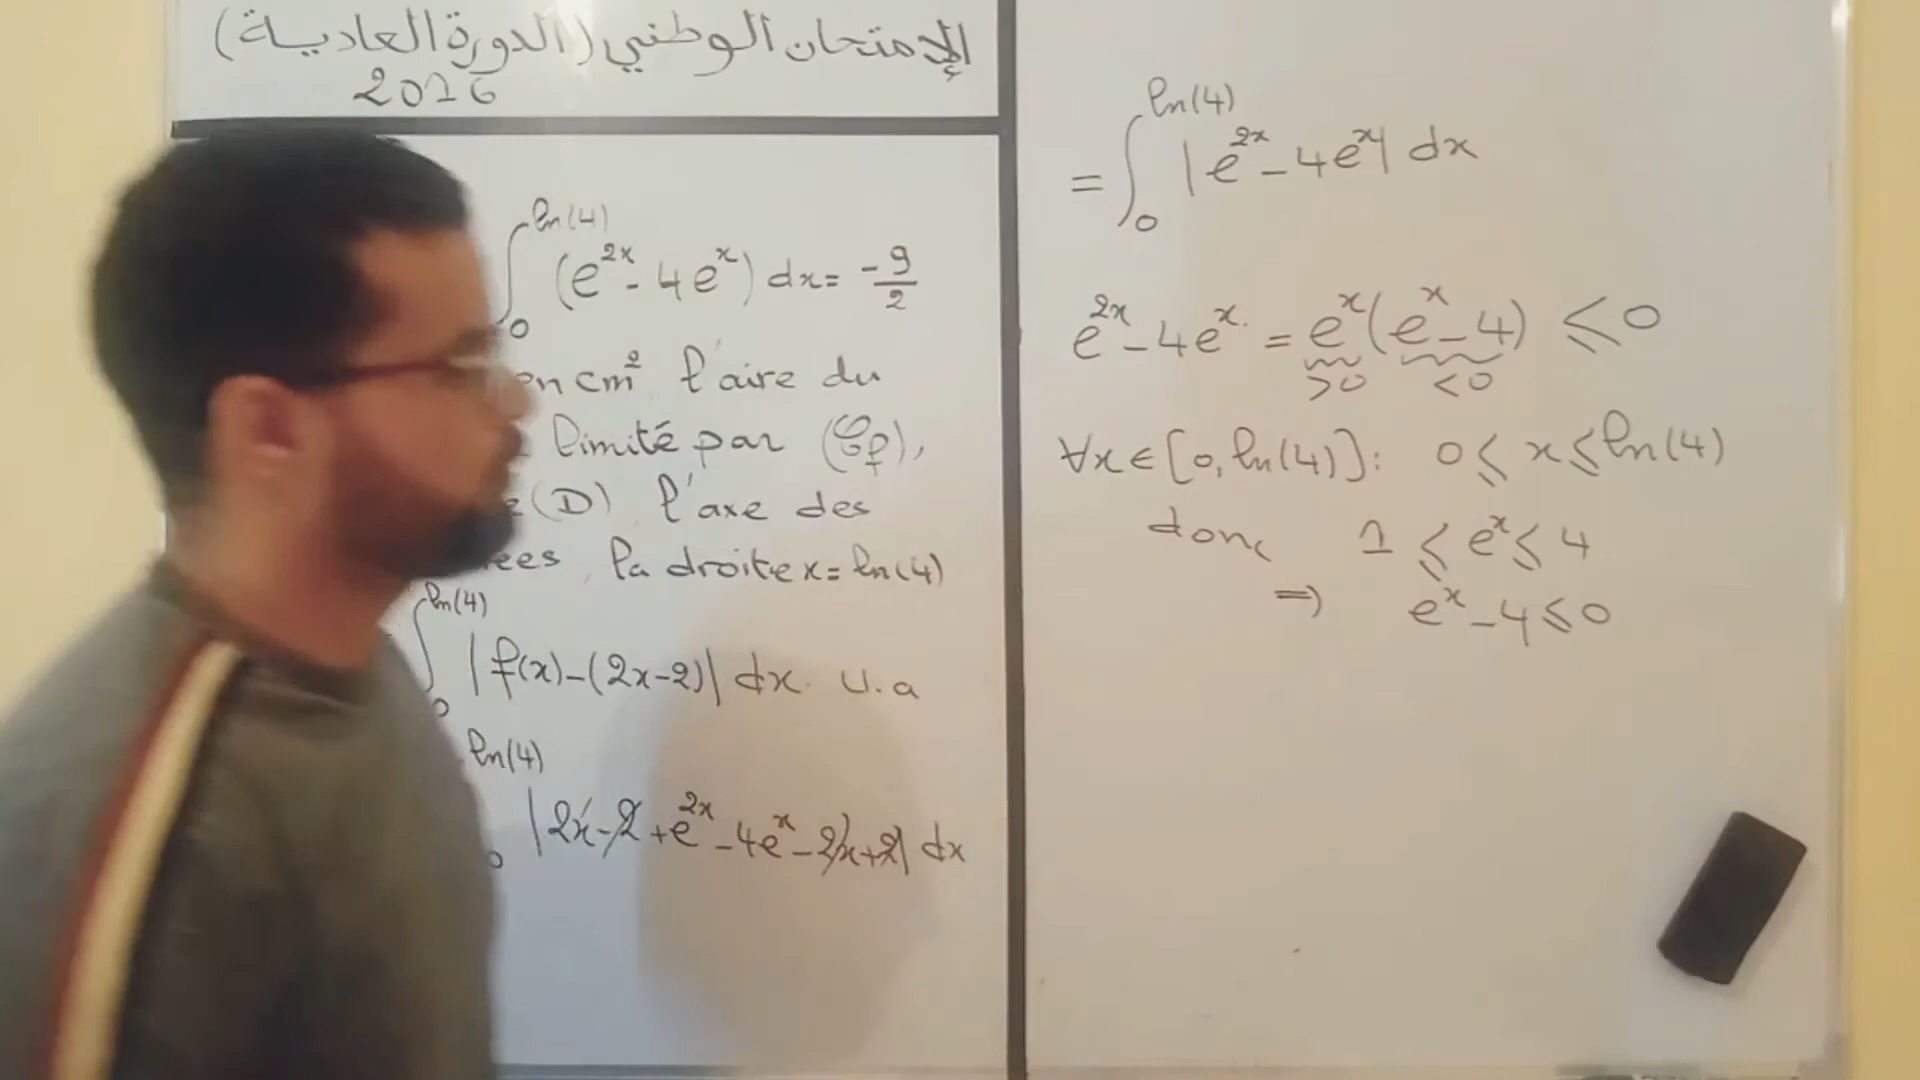 الإمتحان الوطني (الدورة العادية)
2016
∫₀^ln(4) (e^2x - 4e^x) dx = -9/2
en cm² l'aire du
limité par (𝒞f),
(D) l'axe des
ees, la droite x = ln(4)
∫₀^ln(4) |f(x)-(2x-2)| dx. u.a
∫₀^ln(4) |2x-2+e^2x-4e^x-2x+2| dx
= ∫₀^ln(4) |e^2x - 4e^x| dx
e^2x - 4e^x = e^x(e^x - 4) ⩽ 0
>0 <0
∀x∈[0,ln(4)]: 0⩽ x ⩽ ln(4)
donc 1 ⩽ e^x ⩽ 4
⇒ e^x - 4 ⩽ 0